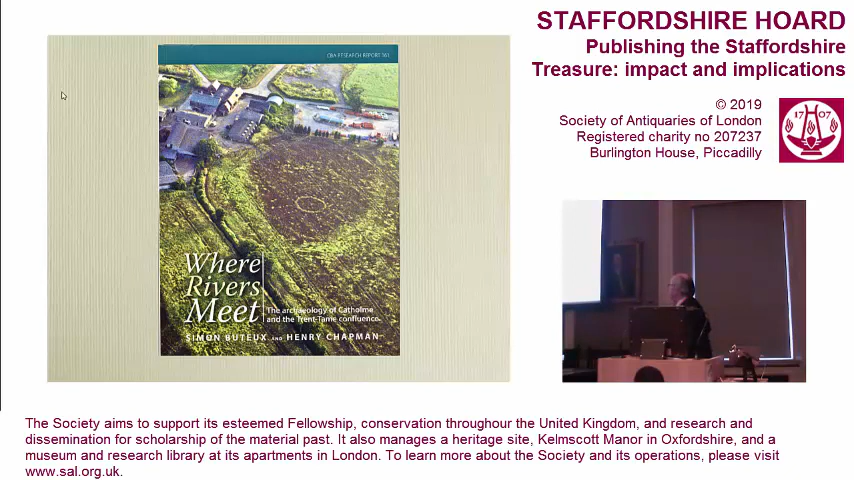 STAFFORDSHIRE HOARD
Publishing the Staffordshire
Treasure: impact and implications
© 2019
Society of Antiquaries of London
Registered charity no 207237
Burlington House, Piccadilly
17 07
CBA RESEARCH REPORT 161
Where
Rivers
Meet
The archaeology of Catholme
and the Trent-Tame confluence
SIMON BUTEUX AND HENRY CHAPMAN
The Society aims to support its esteemed Fellowship, conservation throughour the United Kingdom, and research and
dissemination for scholarship of the material past. It also manages a heritage site, Kelmscott Manor in Oxfordshire, and a
museum and research library at its apartments in London. To learn more about the Society and its operations, please visit
www.sal.org.uk.